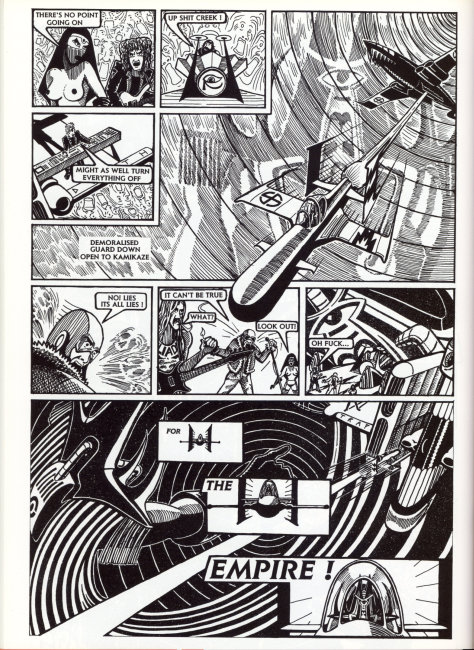 THERE'S NO POINT
GOING ON
UP SHIT CREEK !
MIGHT AS WELL TURN
EVERYTHING OFF
DEMORALISED
GUARD DOWN
OPEN TO KAMIKAZE
NO! LIES
ITS ALL LIES !
IT CAN'T BE TRUE
WHAT?
LOOK OUT!
OH FUCK...
FOR
THE
EMPIRE !